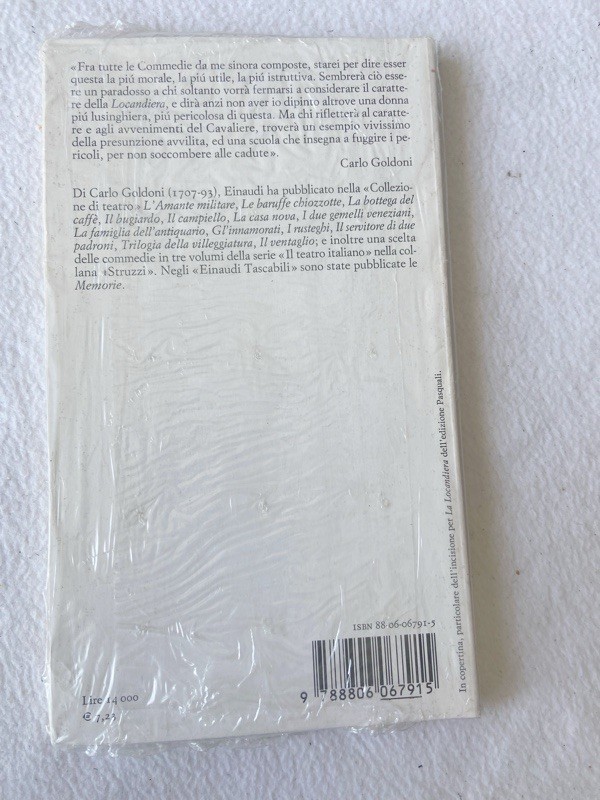 «Fra tutte le Commedie da me sinora composte, starei per dire esser
questa la piú morale, la piú utile, la piú istruttiva. Sembrerà ciò esse-
re un paradosso a chi soltanto vorrà fermarsi a considerare il caratte-
re della Locandiera, e dirà anzi non aver io dipinto altrove una donna
piú lusinghiera, piú pericolosa di questa. Ma chi rifletterà al caratte-
re e agli avvenimenti del Cavaliere, troverà un esempio vivissimo
della presunzione avvilita, ed una scuola che insegna a fuggire i pe-
ricoli, per non soccombere alle cadute».
Carlo Goldoni
Di Carlo Goldoni (1707-93), Einaudi ha pubblicato nella «Collezio-
ne di teatro» L'Amante militare, Le baruffe chiozzotte, La bottega del
caffè, Il bugiardo, Il campiello, La casa nova, I due gemelli veneziani,
La famiglia dell'antiquario, Gl'innamorati, I rusteghi, Il servitore di due
padroni, Trilogia della villeggiatura, Il ventaglio; e inoltre una scelta
delle commedie in tre volumi della serie «Il teatro italiano» nella col-
lana «Struzzi». Negli «Einaudi Tascabili» sono state pubblicate le
Memorie.
In copertina, particolare dell'incisione per La Locandiera dell'edizione Pasquali.
ISBN 88-06-06791-5
9 788806 067915
Lire 14 000
€ 7,23